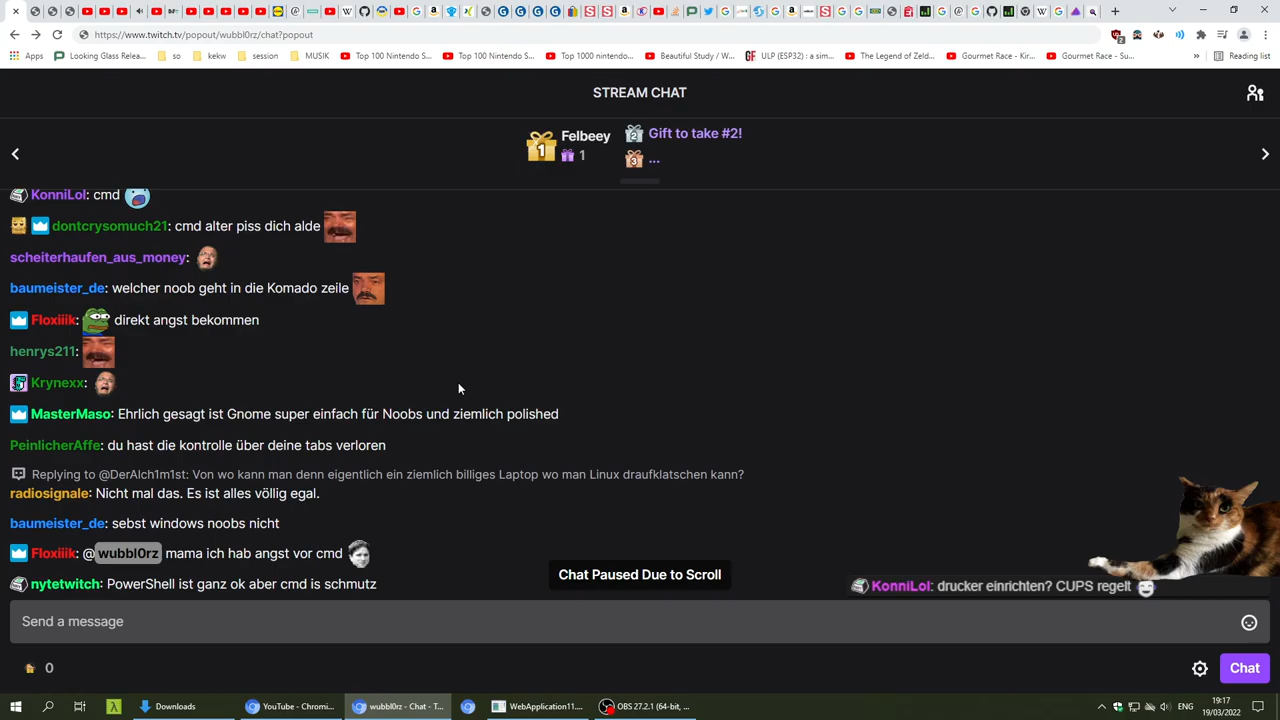 https://www.twitch.tv/popout/wubbl0rz/chat?popout
Apps
Looking Glass Relea...
so
kekw
session
MUSIK
Top 100 Nintendo S...
Top 100 Nintendo S...
Top 1000 nintendo...
Beautiful Study / W...
ULP (ESP32) : a sim...
The Legend of Zeld...
Gourmet Race - Kir...
Gourmet Race - Su...
»
Reading list
STREAM CHAT
1 Felbeey
1
2 Gift to take #2!
3 ...
KonniLol: cmd
dontcrysomuch21: cmd alter piss dich alde
scheiterhaufen_aus_money:
baumeister_de: welcher noob geht in die Komado zeile
Floxiiik: direkt angst bekommen
henrys211:
Krynexx:
MasterMaso: Ehrlich gesagt ist Gnome super einfach für Noobs und ziemlich polished
PeinlicherAffe: du hast die kontrolle über deine tabs verloren
Replying to @DerAlch1m1st: Von wo kann man denn eigentlich ein ziemlich billiges Laptop wo man Linux draufklatschen kann?
radiosignale: Nicht mal das. Es ist alles völlig egal.
baumeister_de: sebst windows noobs nicht
Floxiiik: @wubbl0rz mama ich hab angst vor cmd
nytetwitch: PowerShell ist ganz ok aber cmd is schmutz
Chat Paused Due to Scroll
KonniLol: drucker einrichten? CUPS regelt
Send a message
0
Chat
Downloads
YouTube - Chromi...
wubbl0rz - Chat - T...
WebApplication11...
OBS 27.2.1 (64-bit, ...
ENG
19:17
19/03/2022